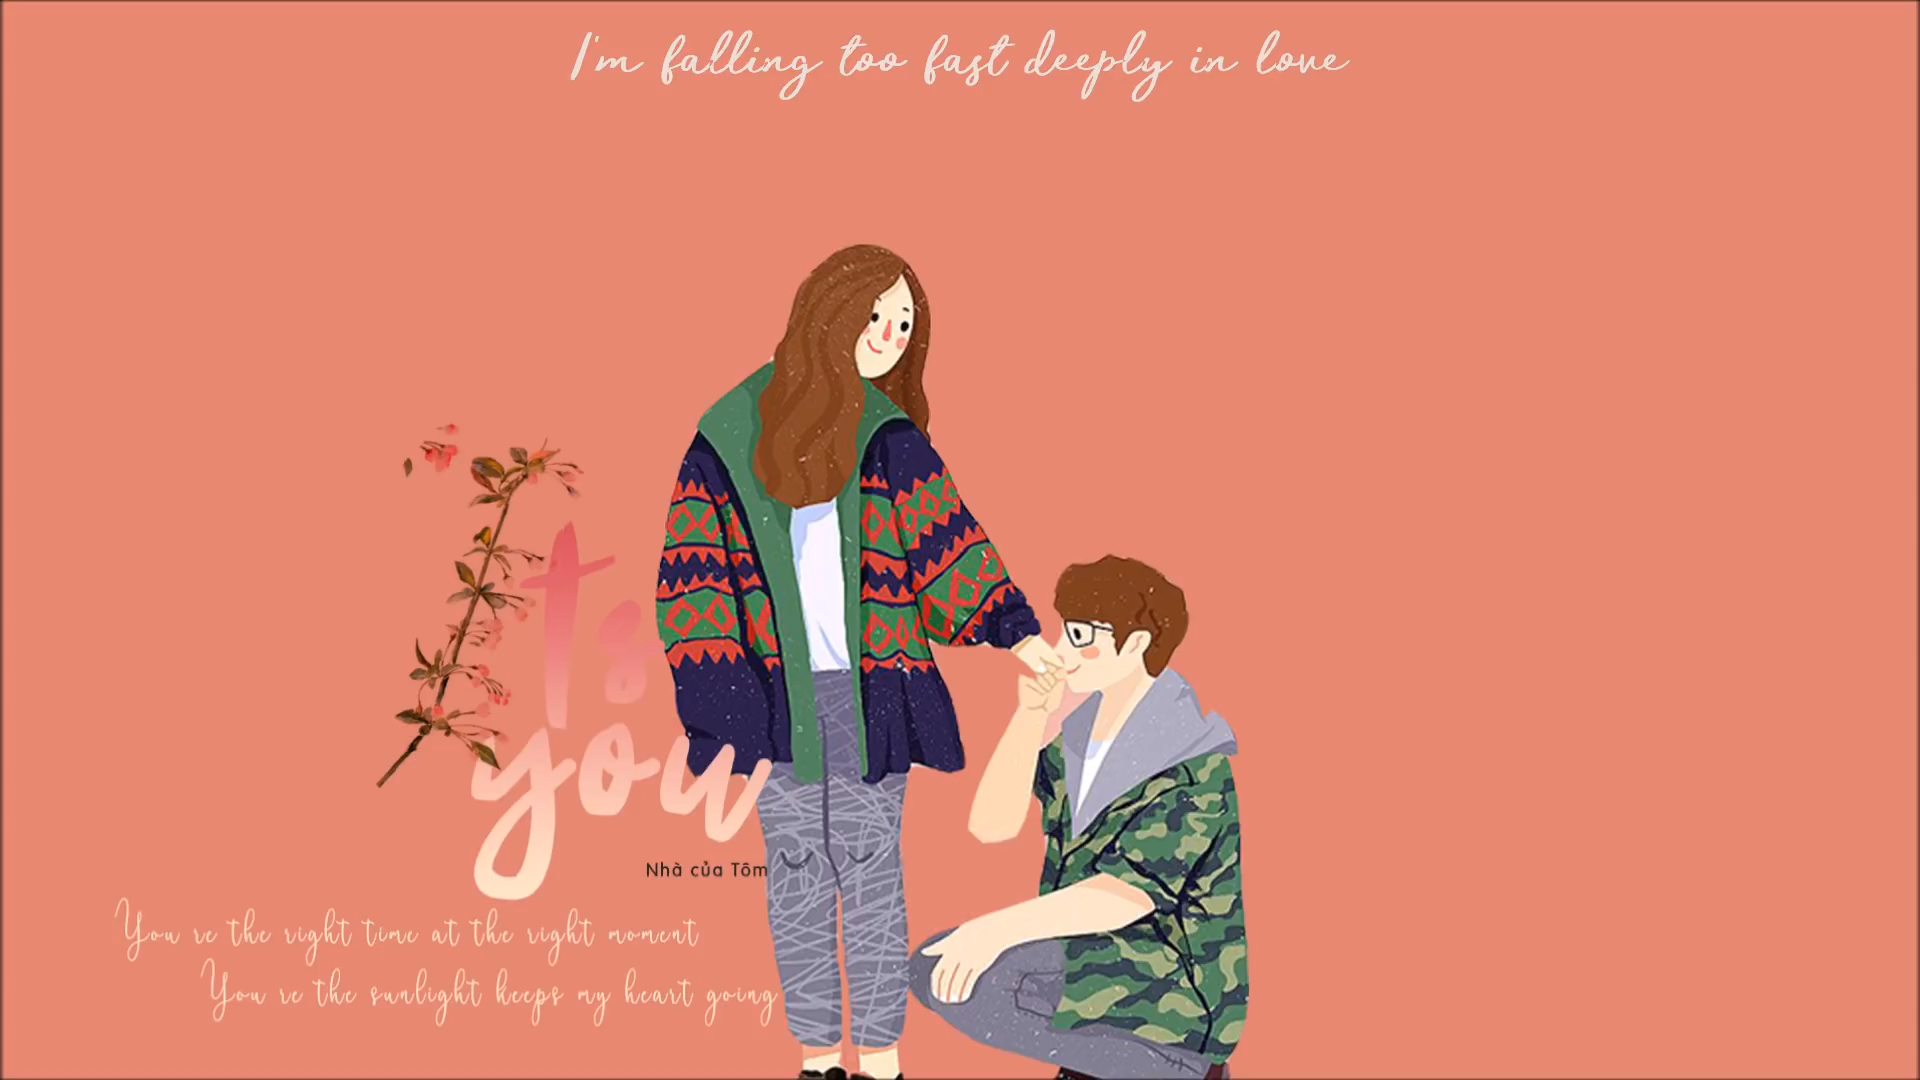 I'm falling too fast deeply in love
ts
you
Nhà của Tôm
You re the right time at the right moment
You re the sunlight keeps my heart going